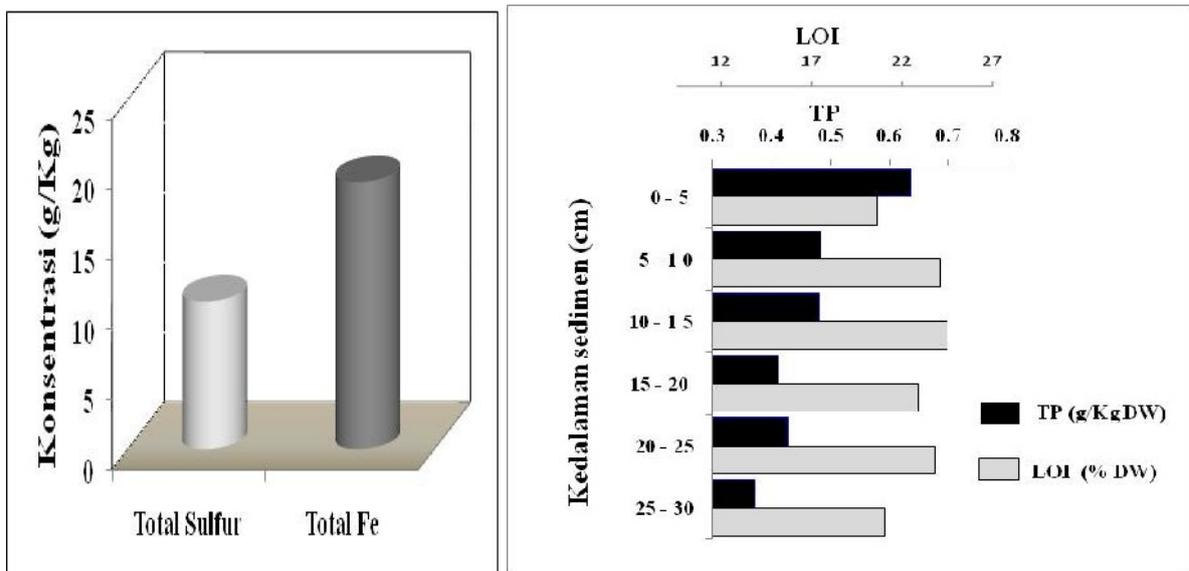 Konsentrasi (g/Kg)
25
20
15
10
5
0
Total Sulfur Total Fe
LOI
12 17 22 27
TP
0.3 0.4 0.5 0.6 0.7 0.8
Kedalaman sedimen (cm)
0 - 5
5 - 10
10 - 15
15 - 20
20 - 25
25 - 30
TP (g/Kg DW)
LOI (% DW)